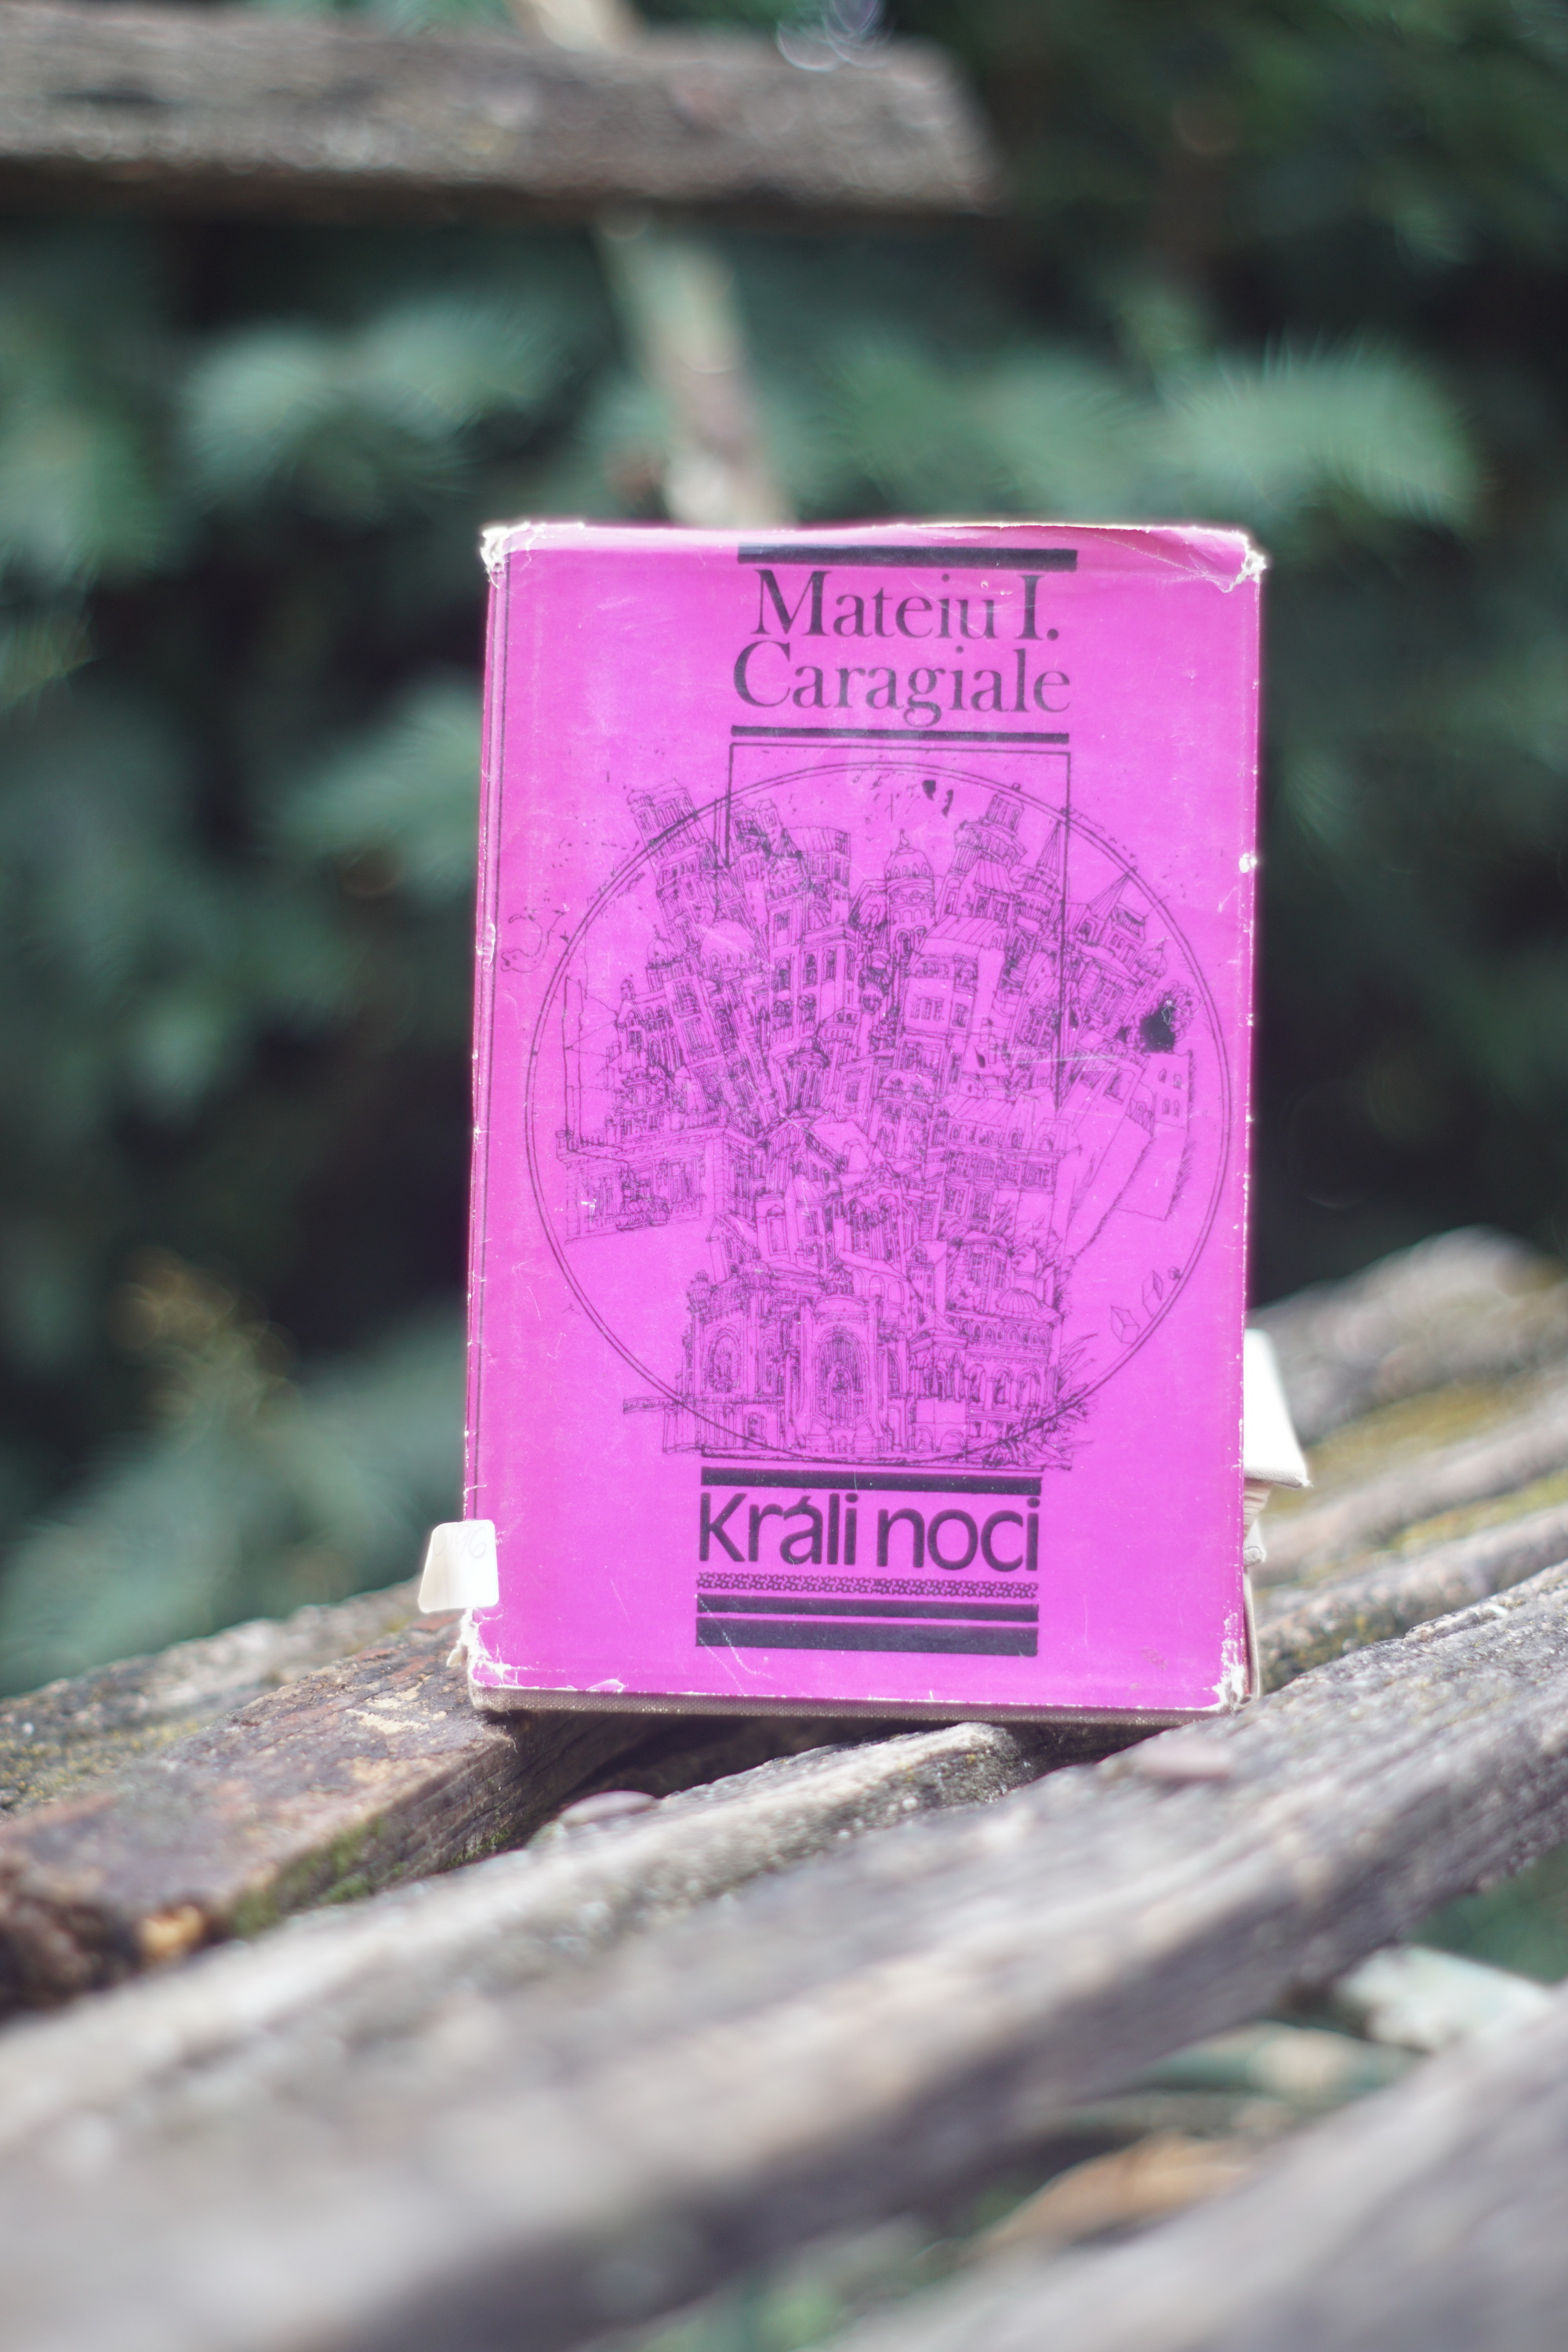 Mateiu I.
Caragiale
Králi noci